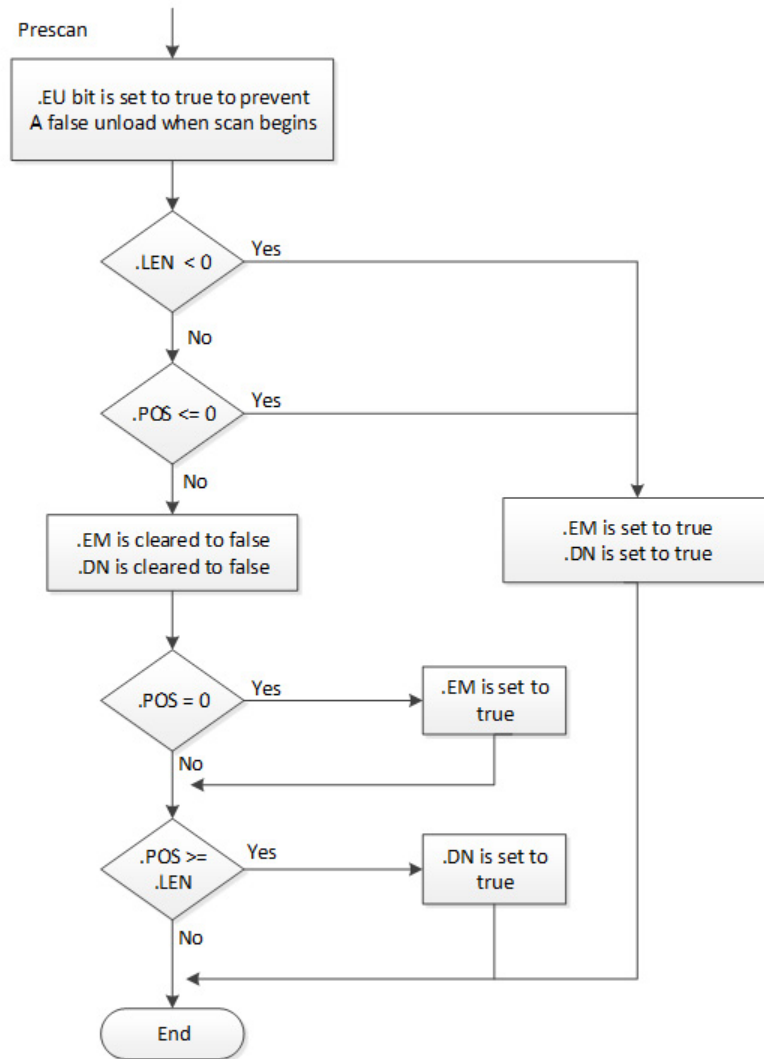 Prescan
.EU bit is set to true to prevent
A false unload when scan begins
.LEN < 0
Yes
No
.POS <= 0
Yes
No
.EM is cleared to false
.DN is cleared to false
.EM is set to true
.DN is set to true
.POS = 0
Yes
.EM is set to
true
No
.POS >=
.LEN
Yes
.DN is set to
true
No
End